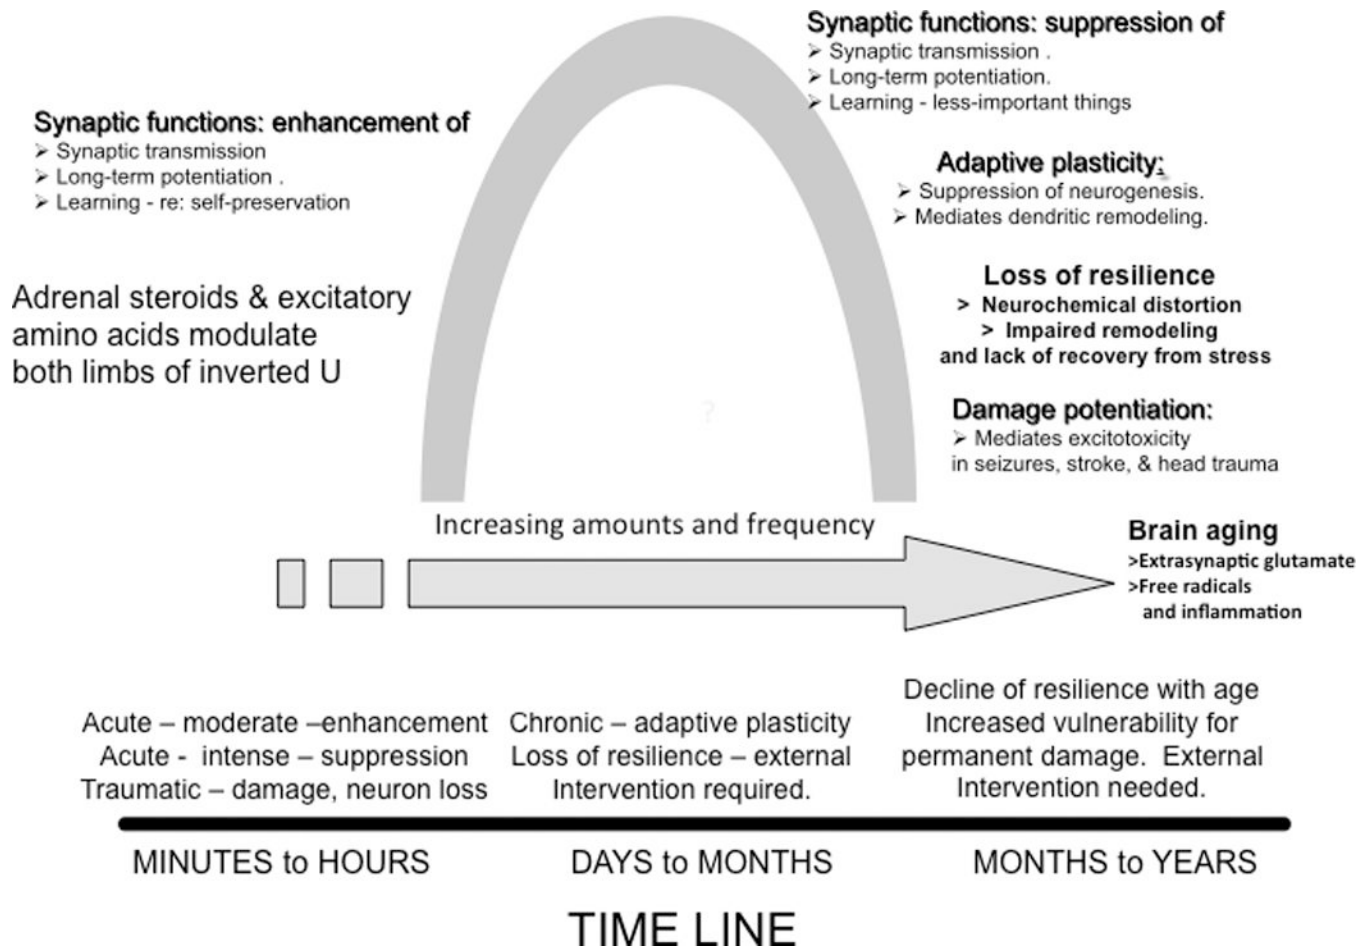 Synaptic functions: enhancement of
➢ Synaptic transmission
➢ Long-term potentiation .
➢ Learning - re: self-preservation
Adrenal steroids & excitatory
amino acids modulate
both limbs of inverted U
Synaptic functions: suppression of
➢ Synaptic transmission .
➢ Long-term potentiation.
➢ Learning - less-important things
Adaptive plasticity:
➢ Suppression of neurogenesis.
➢ Mediates dendritic remodeling.
Loss of resilience
> Neurochemical distortion
> Impaired remodeling
and lack of recovery from stress
Damage potentiation:
➢ Mediates excitotoxicity
in seizures, stroke, & head trauma
?
Increasing amounts and frequency
Brain aging
>Extrasynaptic glutamate
>Free radicals
and inflammation
Acute – moderate –enhancement
Acute - intense – suppression
Traumatic – damage, neuron loss
Chronic – adaptive plasticity
Loss of resilience – external
Intervention required.
Decline of resilience with age
Increased vulnerability for
permanent damage. External
Intervention needed.
MINUTES to HOURS
DAYS to MONTHS
MONTHS to YEARS
TIME LINE